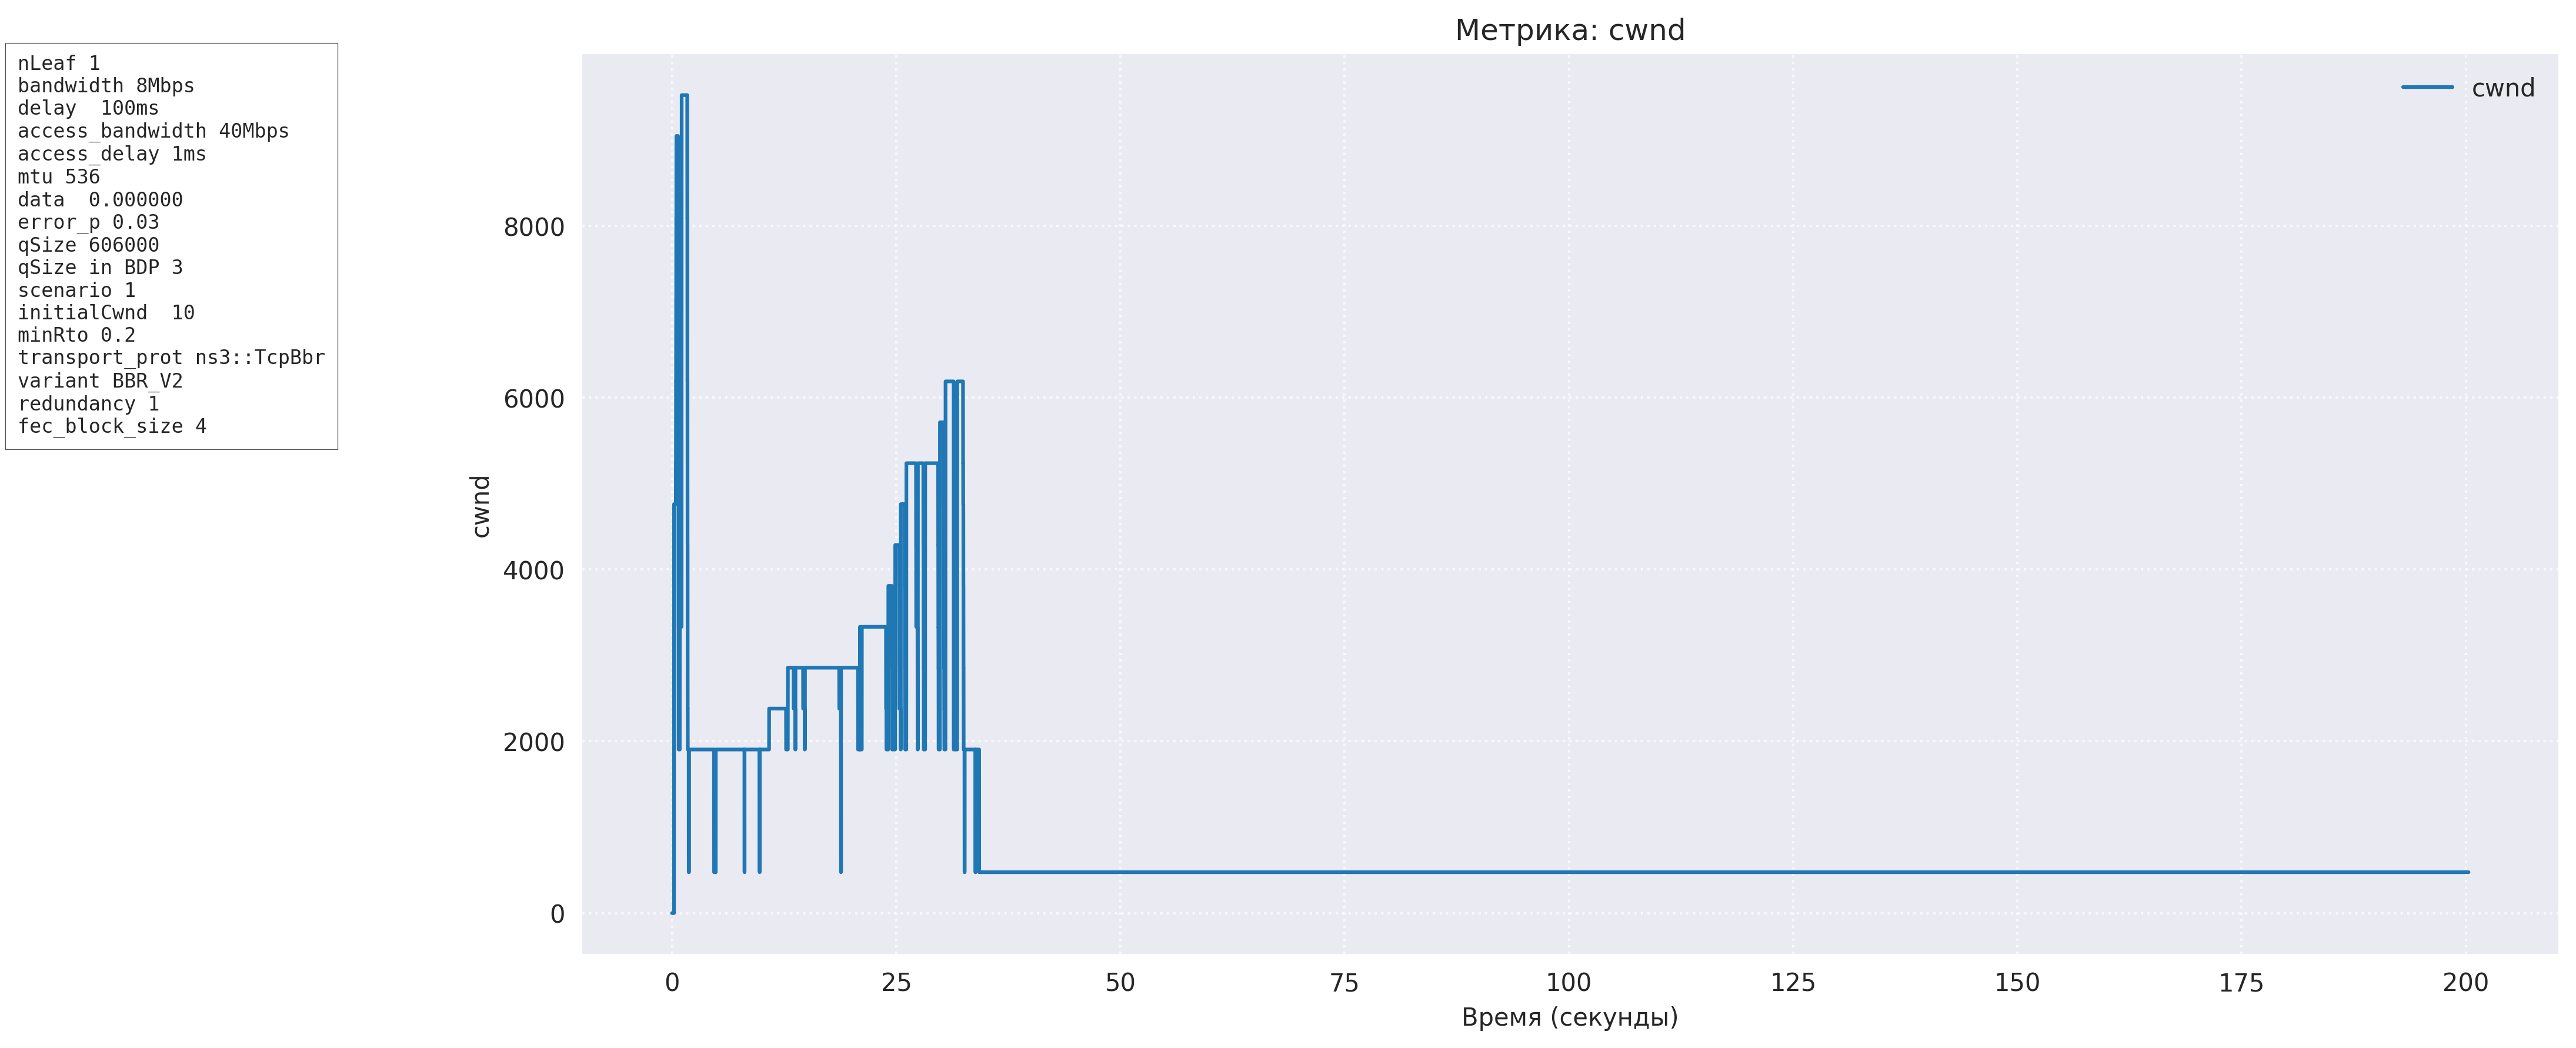 Метрика: cwnd
nLeaf 1
bandwidth 8Mbps
delay  100ms
access_bandwidth 40Mbps
access_delay 1ms
mtu 536
data  0.000000
error_p 0.03
qSize 606000
qSize in BDP 3
scenario 1
initialCwnd  10
minRto 0.2
transport_prot ns3::TcpBbr
variant BBR_V2
redundancy 1
fec_block_size 4
cwnd
cwnd
8000
6000
4000
2000
0
0 25 50 75 100 125 150 175 200
Время (секунды)